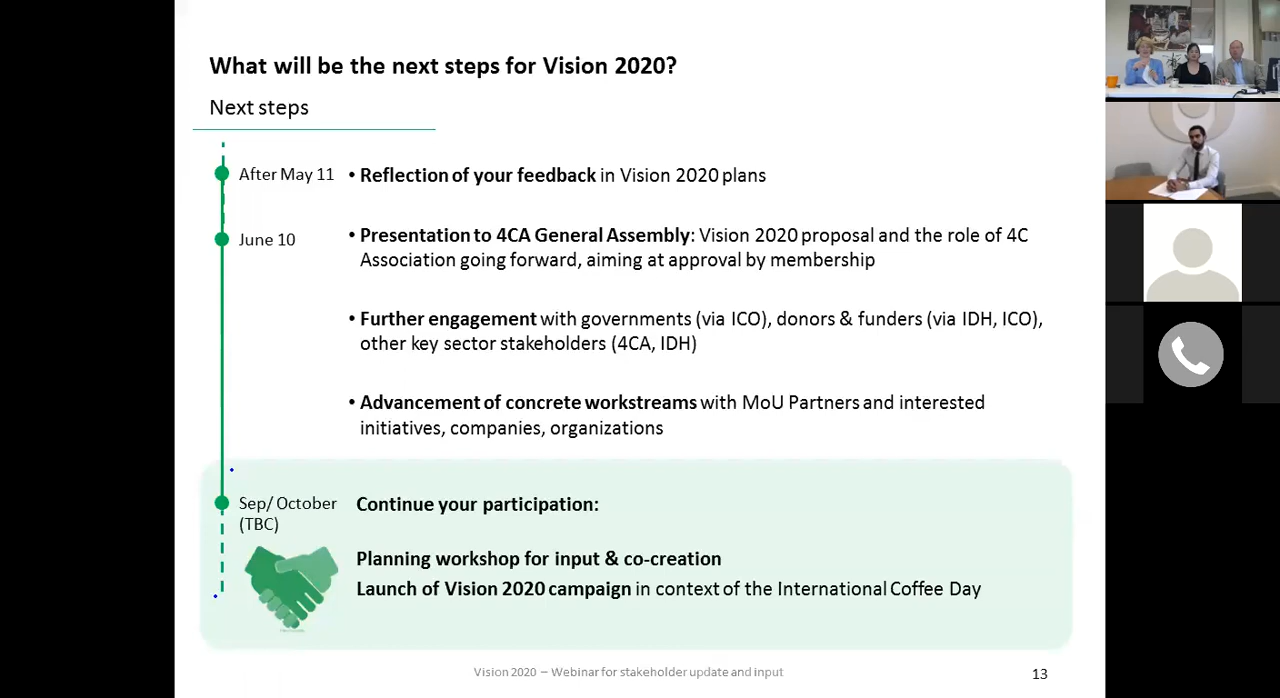 What will be the next steps for Vision 2020?
Next steps
After May 11
• Reflection of your feedback in Vision 2020 plans
June 10
• Presentation to 4CA General Assembly: Vision 2020 proposal and the role of 4C
Association going forward, aiming at approval by membership
• Further engagement with governments (via ICO), donors & funders (via IDH, ICO),
other key sector stakeholders (4CA, IDH)
• Advancement of concrete workstreams with MoU Partners and interested
initiatives, companies, organizations
Sep/ October
(TBC)
Continue your participation:
Planning workshop for input & co-creation
Launch of Vision 2020 campaign in context of the International Coffee Day
Vision 2020 – Webinar for stakeholder update and input
13